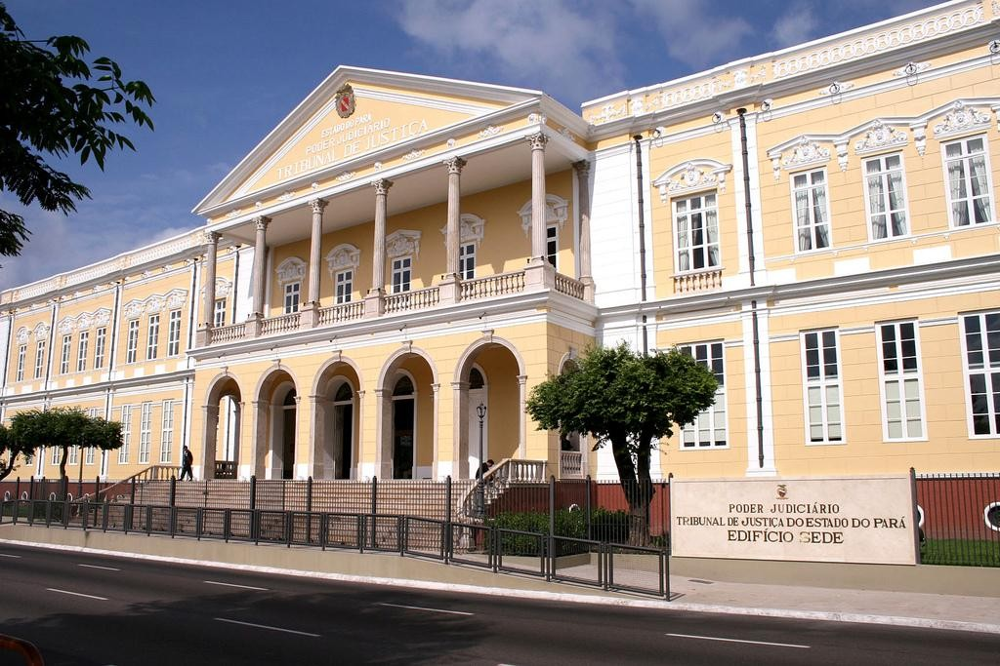 ESTADO DO PARÁ
PODER JUDICIÁRIO
TRIBUNAL DE JUSTIÇA
PODER JUDICIÁRIO
TRIBUNAL DE JUSTIÇA DO ESTADO DO PARÁ
EDIFÍCIO SEDE